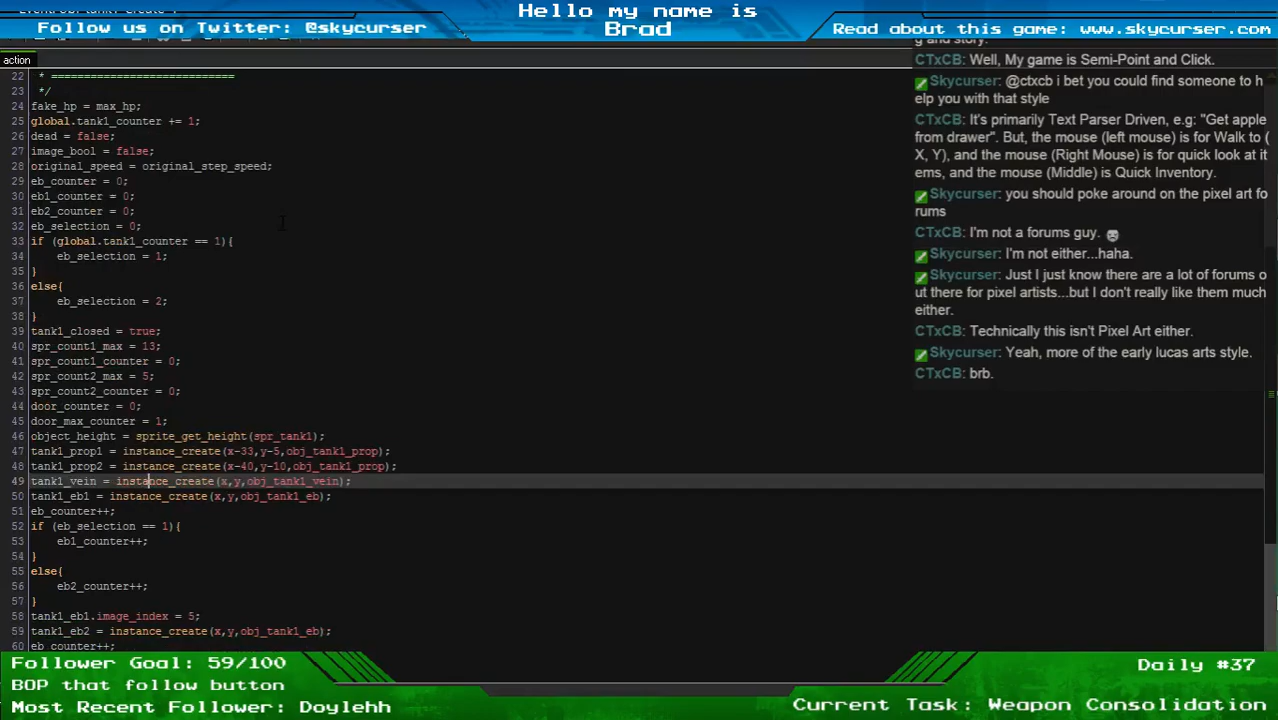 Hello my name is
Brad
Follow us on Twitter: @skycurser
Read about this game: www.skycurser.com
action
22 * =============================
23 */
24 fake_hp = max_hp;
25 global.tank1_counter += 1;
26 dead = false;
27 image_bool = false;
28 original_speed = original_step_speed;
29 eb_counter = 0;
30 eb1_counter = 0;
31 eb2_counter = 0;
32 eb_selection = 0;
33 if (global.tank1_counter == 1){
34 eb_selection = 1;
35 }
36 else{
37 eb_selection = 2;
38 }
39 tank1_closed = true;
40 spr_count1_max = 13;
41 spr_count1_counter = 0;
42 spr_count2_max = 5;
43 spr_count2_counter = 0;
44 door_counter = 0;
45 door_max_counter = 1;
46 object_height = sprite_get_height(spr_tank1);
47 tank1_prop1 = instance_create(x-33,y-5,obj_tank1_prop);
48 tank1_prop2 = instance_create(x-40,y-10,obj_tank1_prop);
49 tank1_vein = instance_create(x,y,obj_tank1_vein);
50 tank1_eb1 = instance_create(x,y,obj_tank1_eb);
51 eb_counter++;
52 if (eb_selection == 1){
53 eb1_counter++;
54 }
55 else{
56 eb2_counter++;
57 }
58 tank1_eb1.image_index = 5;
59 tank1_eb2 = instance_create(x,y,obj_tank1_eb);
60 eb_counter++;
g and story.
CTxCB: Well, My game is Semi-Point and Click.
Skycurser: @ctxcb i bet you could find someone to h
elp you with that style
CTxCB: It's primarily Text Parser Driven, e.g: "Get apple
from drawer". But, the mouse (left mouse) is for Walk to (
X, Y), and the mouse (Right Mouse) is for quick look at it
ems, and the mouse (Middle) is Quick Inventory.
Skycurser: you should poke around on the pixel art fo
rums
CTxCB: I'm not a forums guy.
Skycurser: I'm not either...haha.
Skycurser: Just I just know there are a lot of forums o
ut there for pixel artists...but I don't really like them much
either.
CTxCB: Technically this isn't Pixel Art either.
Skycurser: Yeah, more of the early lucas arts style.
CTxCB: brb.
Follower Goal: 59/100
BOP that follow button
Most Recent Follower: Doylehh
Daily #37
Current Task: Weapon Consolidation